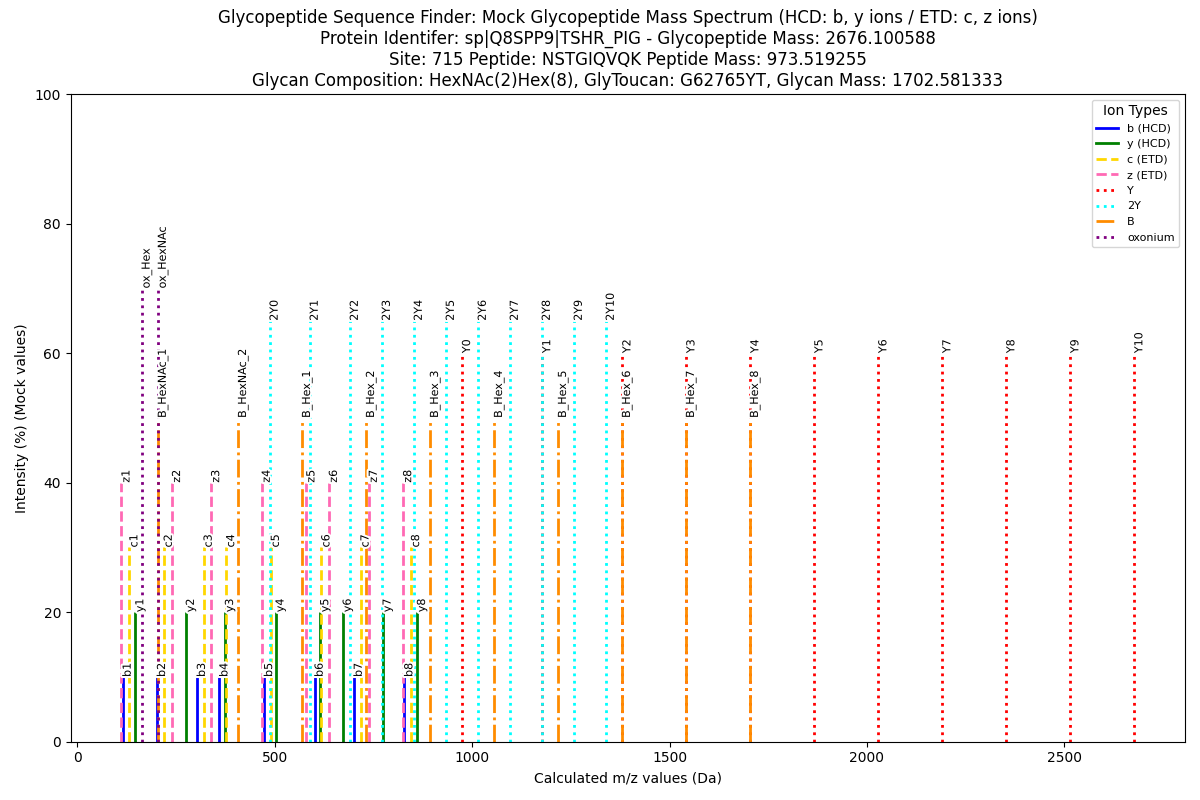 Glycopeptide Sequence Finder: Mock Glycopeptide Mass Spectrum (HCD: b, y ions / ETD: c, z ions)
Protein Identifer: sp|Q8SPP9|TSHR_PIG - Glycopeptide Mass: 2676.100588
Site: 715 Peptide: NSTGIQVQK Peptide Mass: 973.519255
Glycan Composition: HexNAc(2)Hex(8), GlyToucan: G62765YT, Glycan Mass: 1702.581333
Intensity (%) (Mock values)
100
80
60
40
20
0
Ion Types
b (HCD)
y (HCD)
c (ETD)
z (ETD)
Y
2Y
B
oxonium
ox_Hex
ox_HexNAc
2Y0
2Y1
2Y2
2Y3
2Y4
2Y5
2Y6
2Y7
2Y8
2Y9
2Y10
Y0
Y1
Y2
Y3
Y4
Y5
Y6
Y7
Y8
Y9
Y10
B_HexNAc_1
B_HexNAc_2
B_Hex_1
B_Hex_2
B_Hex_3
B_Hex_4
B_Hex_5
B_Hex_6
B_Hex_7
B_Hex_8
z1
z2
z3
z4
z5
z6
z7
z8
c1
c2
c3
c4
c5
c6
c7
c8
y1
y2
y3
y4
y5
y6
y7
y8
b1
b2
b3
b4
b5
b6
b7
b8
0
500
1000
1500
2000
2500
Calculated m/z values (Da)